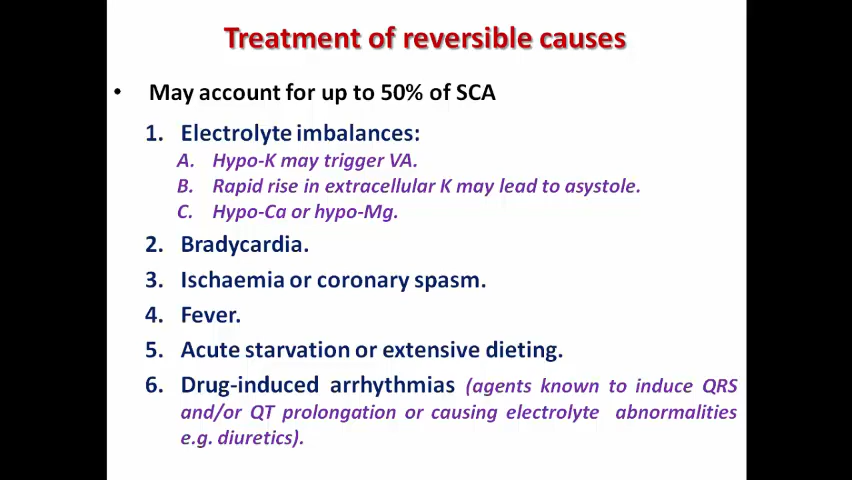 Treatment of reversible causes
• May account for up to 50% of SCA
1. Electrolyte imbalances:
A. Hypo-K may trigger VA.
B. Rapid rise in extracellular K may lead to asystole.
C. Hypo-Ca or hypo-Mg.
2. Bradycardia.
3. Ischaemia or coronary spasm.
4. Fever.
5. Acute starvation or extensive dieting.
6. Drug-induced arrhythmias (agents known to induce QRS
and/or QT prolongation or causing electrolyte abnormalities
e.g. diuretics).